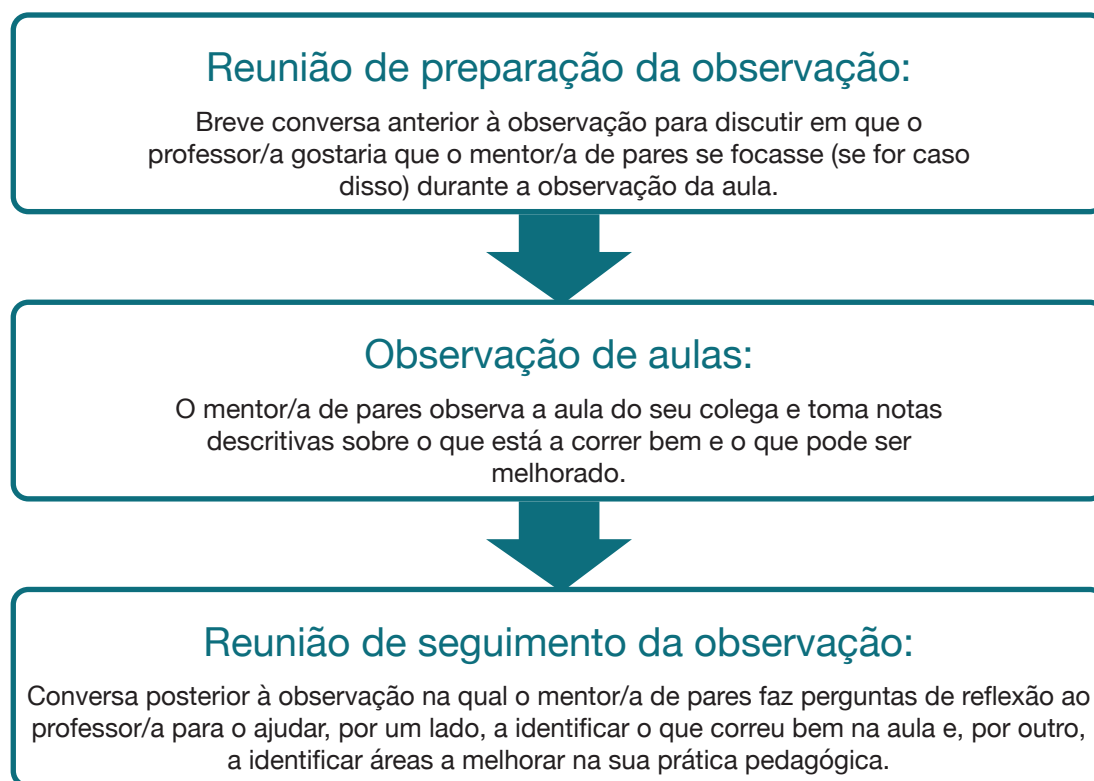 Reunião de preparação da observação:
Breve conversa anterior à observação para discutir em que o
professor/a gostaria que o mentor/a de pares se focasse (se for caso
disso) durante a observação da aula.
Observação de aulas:
O mentor/a de pares observa a aula do seu colega e toma notas
descritivas sobre o que está a correr bem e o que pode ser
melhorado.
Reunião de seguimento da observação:
Conversa posterior à observação na qual o mentor/a de pares faz perguntas de reflexão ao
professor/a para o ajudar, por um lado, a identificar o que correu bem na aula e, por outro,
a identificar áreas a melhorar na sua prática pedagógica.